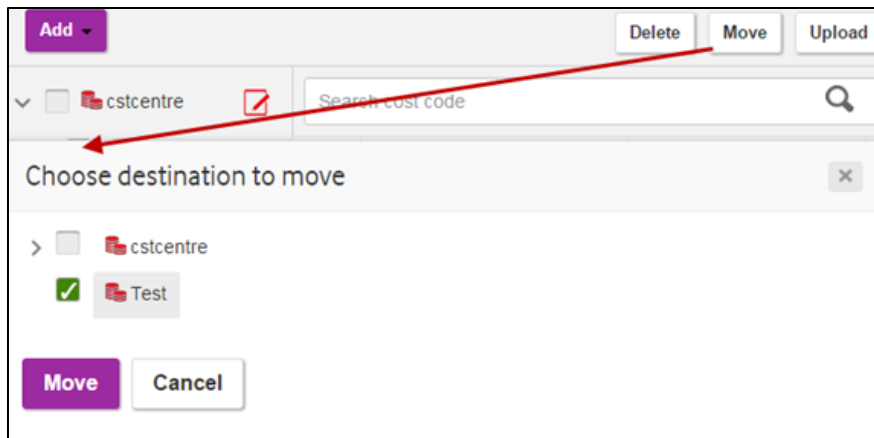 Add Delete Move Upload
cstcentre Search cost code
Choose destination to move
cstcentre
Test
Move Cancel